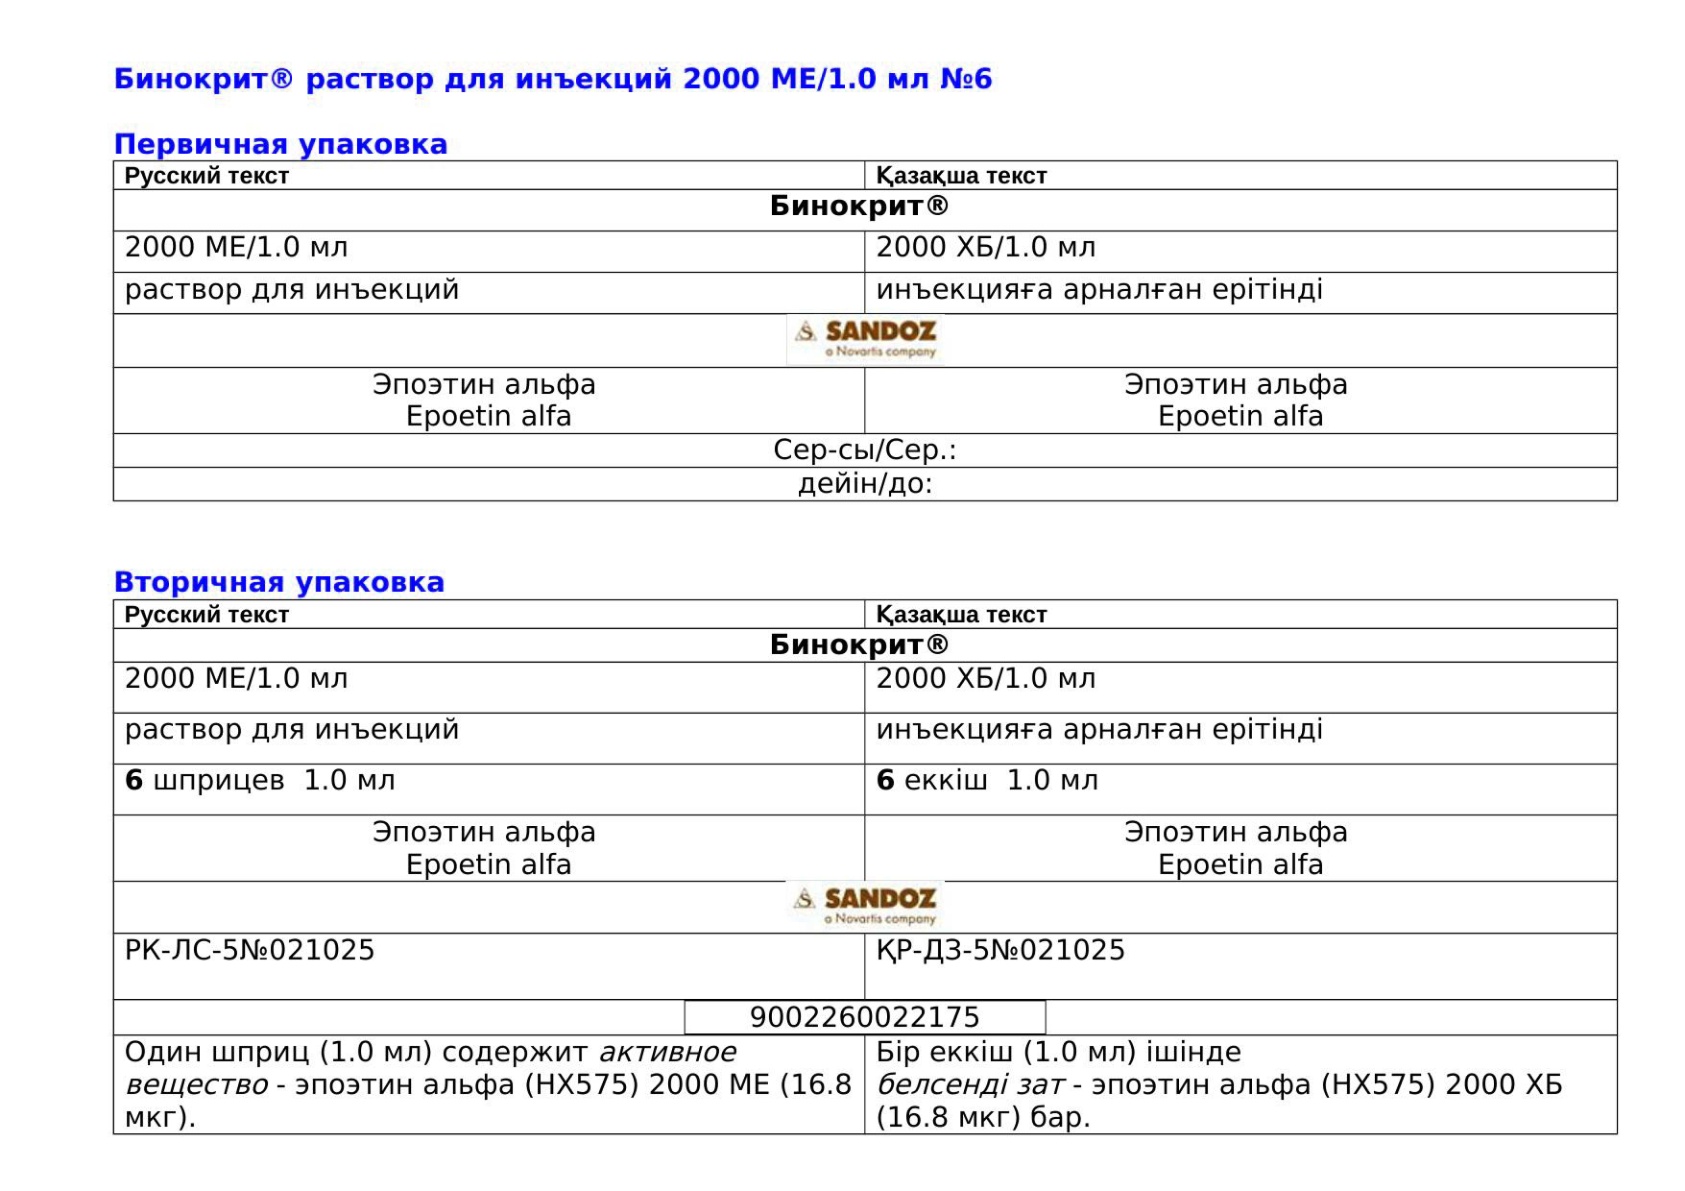 Бинокрит® раствор для инъекций 2000 МЕ/1.0 мл №6
Первичная упаковка
Русский текст
Қазақша текст
Бинокрит®
2000 МЕ/1.0 мл
2000 ХБ/1.0 мл
раствор для инъекций
инъекцияға арналған ерітінді
SANDOZ
a Novartis company
Эпоэтин альфа
Epoetin alfa
Эпоэтин альфа
Epoetin alfa
Сер-сы/Сер.:
дейін/до:
Вторичная упаковка
Русский текст
Қазақша текст
Бинокрит®
2000 МЕ/1.0 мл
2000 ХБ/1.0 мл
раствор для инъекций
инъекцияға арналған ерітінді
6 шприцев  1.0 мл
6 еккіш  1.0 мл
Эпоэтин альфа
Epoetin alfa
Эпоэтин альфа
Epoetin alfa
SANDOZ
a Novartis company
РК-ЛС-5№021025
ҚР-ДЗ-5№021025
9002260022175
Один шприц (1.0 мл) содержит активное
вещество - эпоэтин альфа (НХ575) 2000 МЕ (16.8
мкг).
Бір еккіш (1.0 мл) ішінде
белсенді зат - эпоэтин альфа (НХ575) 2000 ХБ
(16.8 мкг) бар.